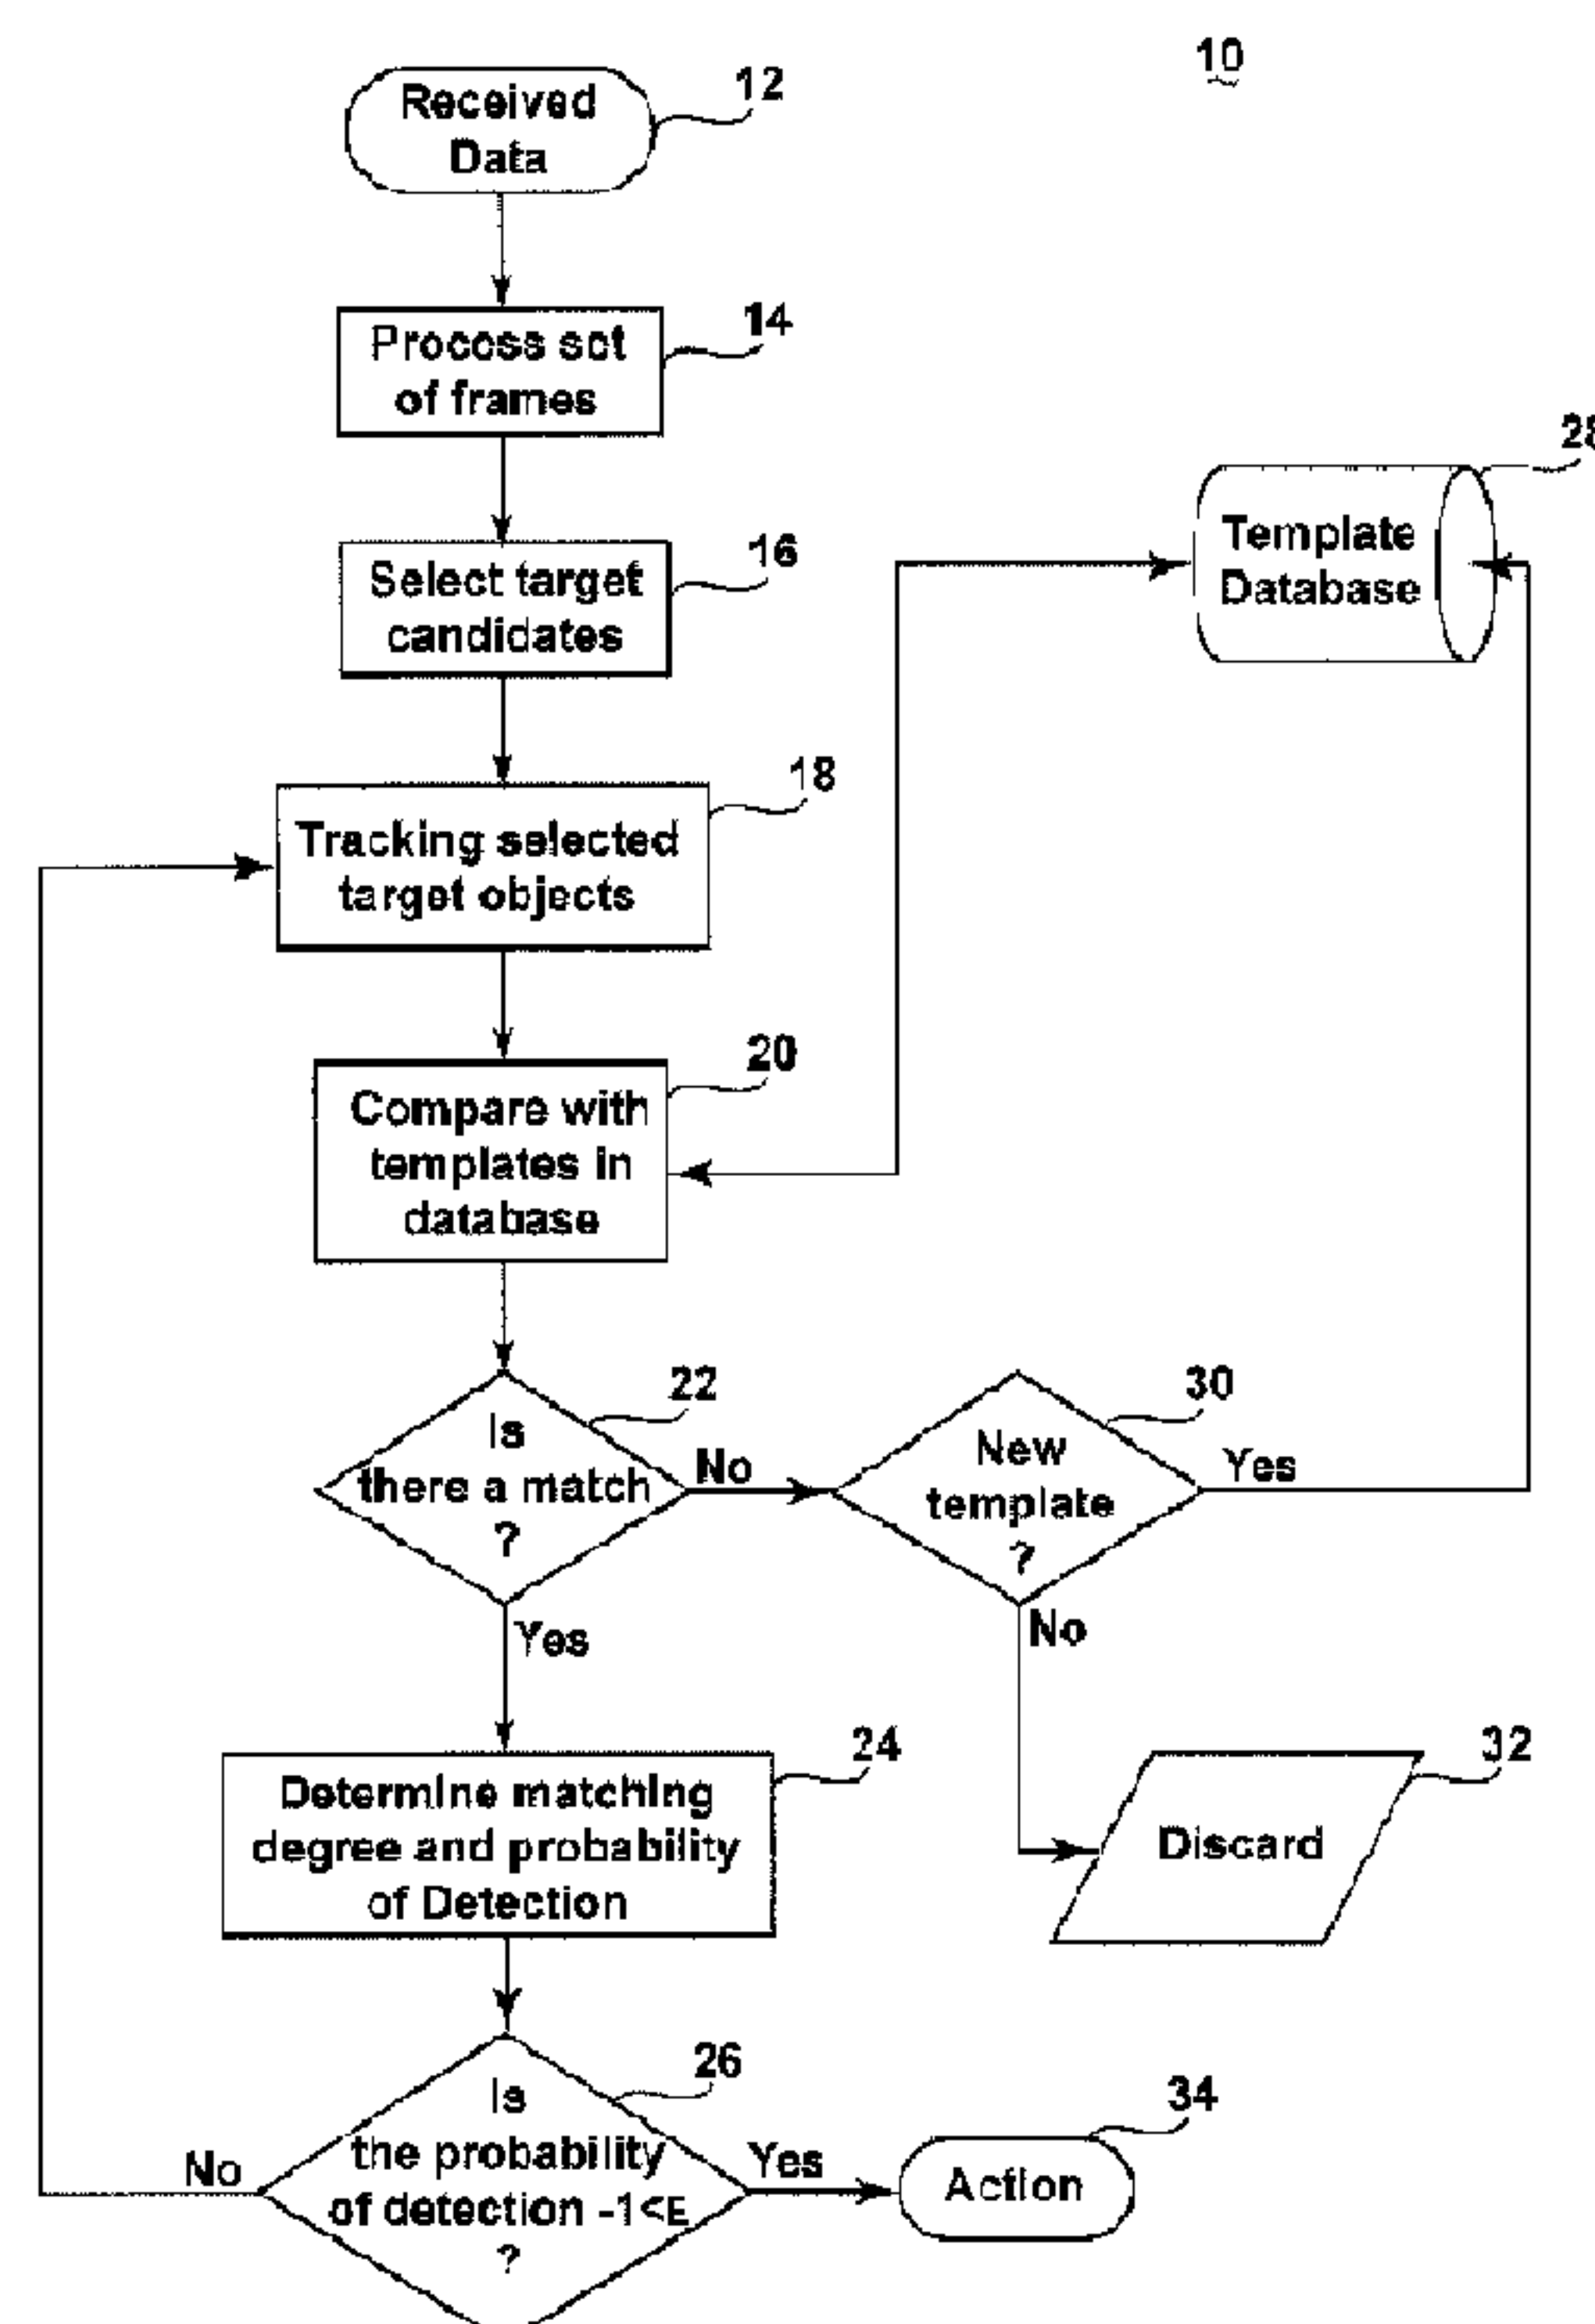 10
Received
Data
12
Process set
of frames
14
Select target
candidates
16
Template
Database
Tracking selected
target objects
18
Compare with
templates in
database
20
Is
there a match
?
22
No
Yes
New
template
?
30
Yes
No
Determine matching
degree and probability
of Detection
24
Discard
32
Is
the probability
of detection -1<E
?
26
No
Yes
Action
34